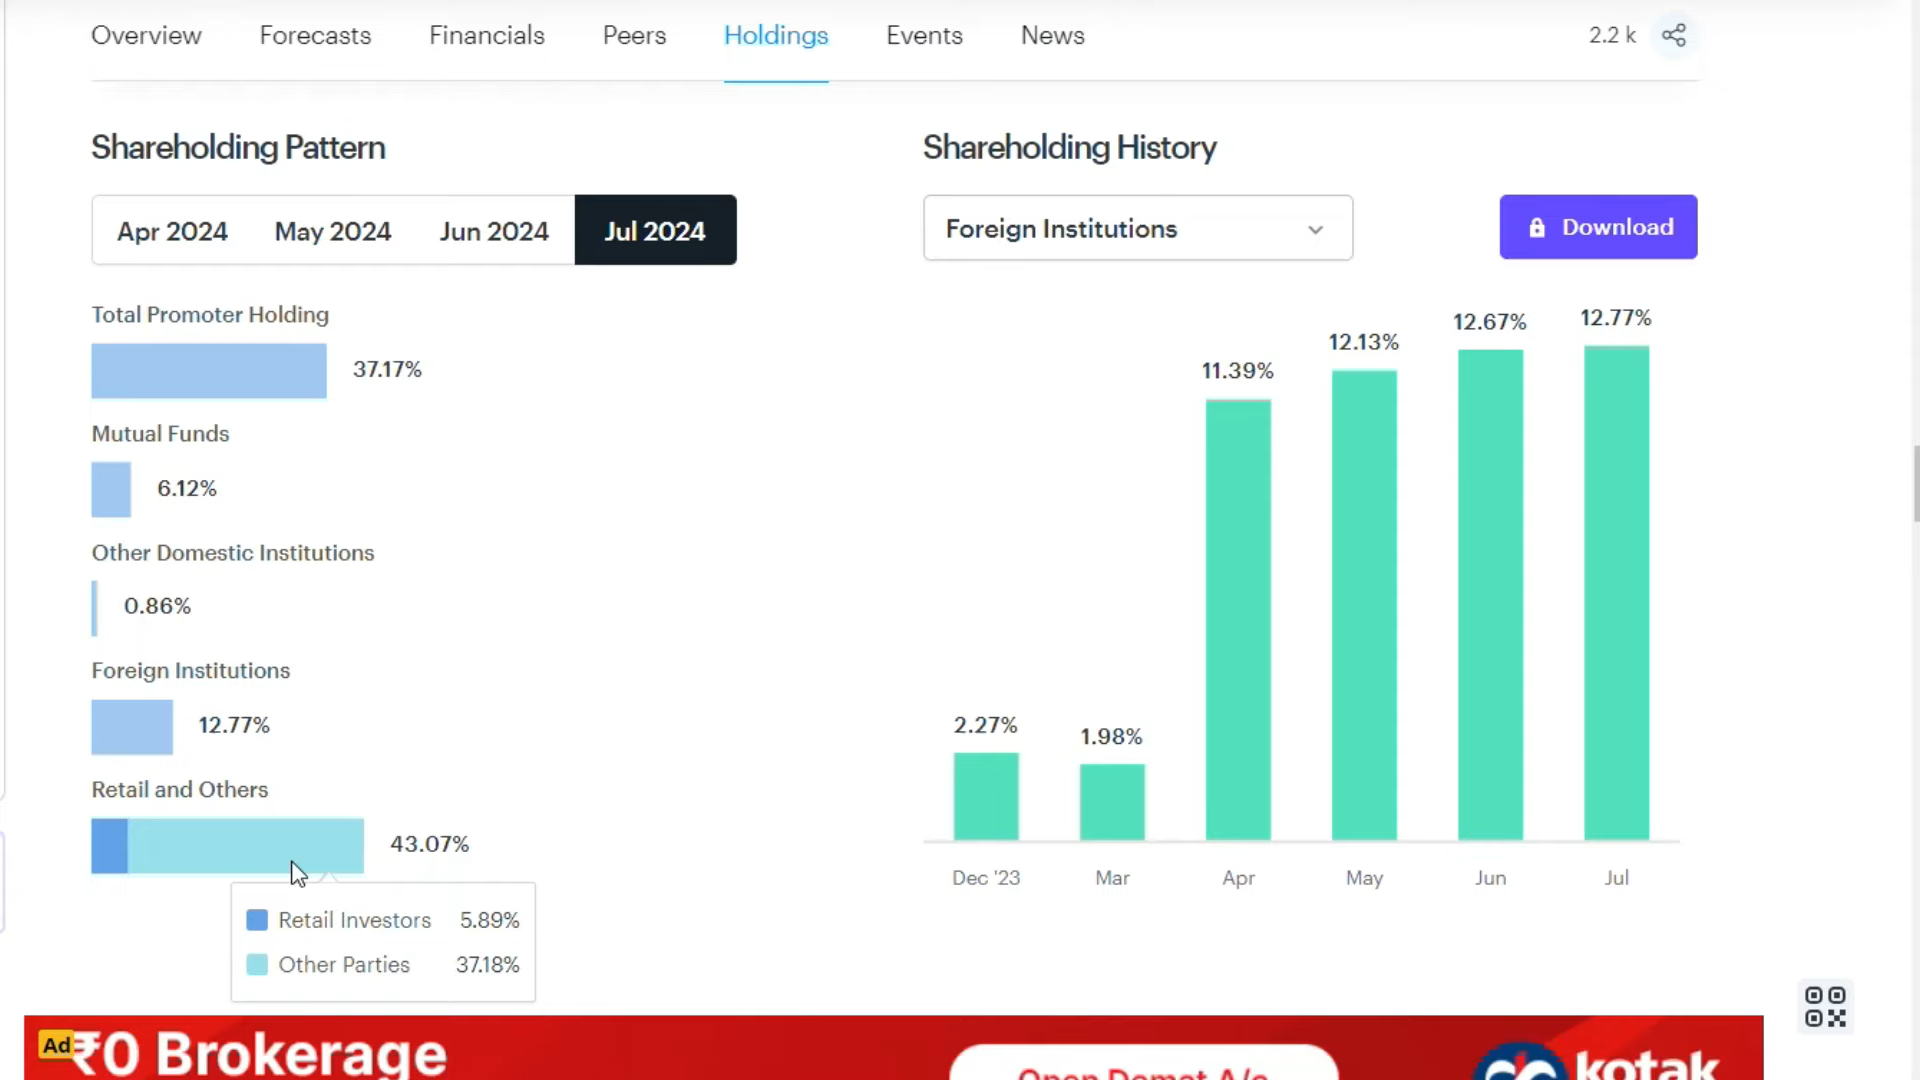 Overview Forecasts Financials Peers Holdings Events News 2.2 k
Shareholding Pattern
Apr 2024 May 2024 Jun 2024 Jul 2024
Total Promoter Holding
37.17%
Mutual Funds
6.12%
Other Domestic Institutions
0.86%
Foreign Institutions
12.77%
Retail and Others
43.07%
Retail Investors 5.89%
Other Parties 37.18%
Shareholding History
Foreign Institutions
Download
2.27% 1.98% 11.39% 12.13% 12.67% 12.77%
Dec '23 Mar Apr May Jun Jul
Ad
₹0 Brokerage
Open Demat A/c
kotak